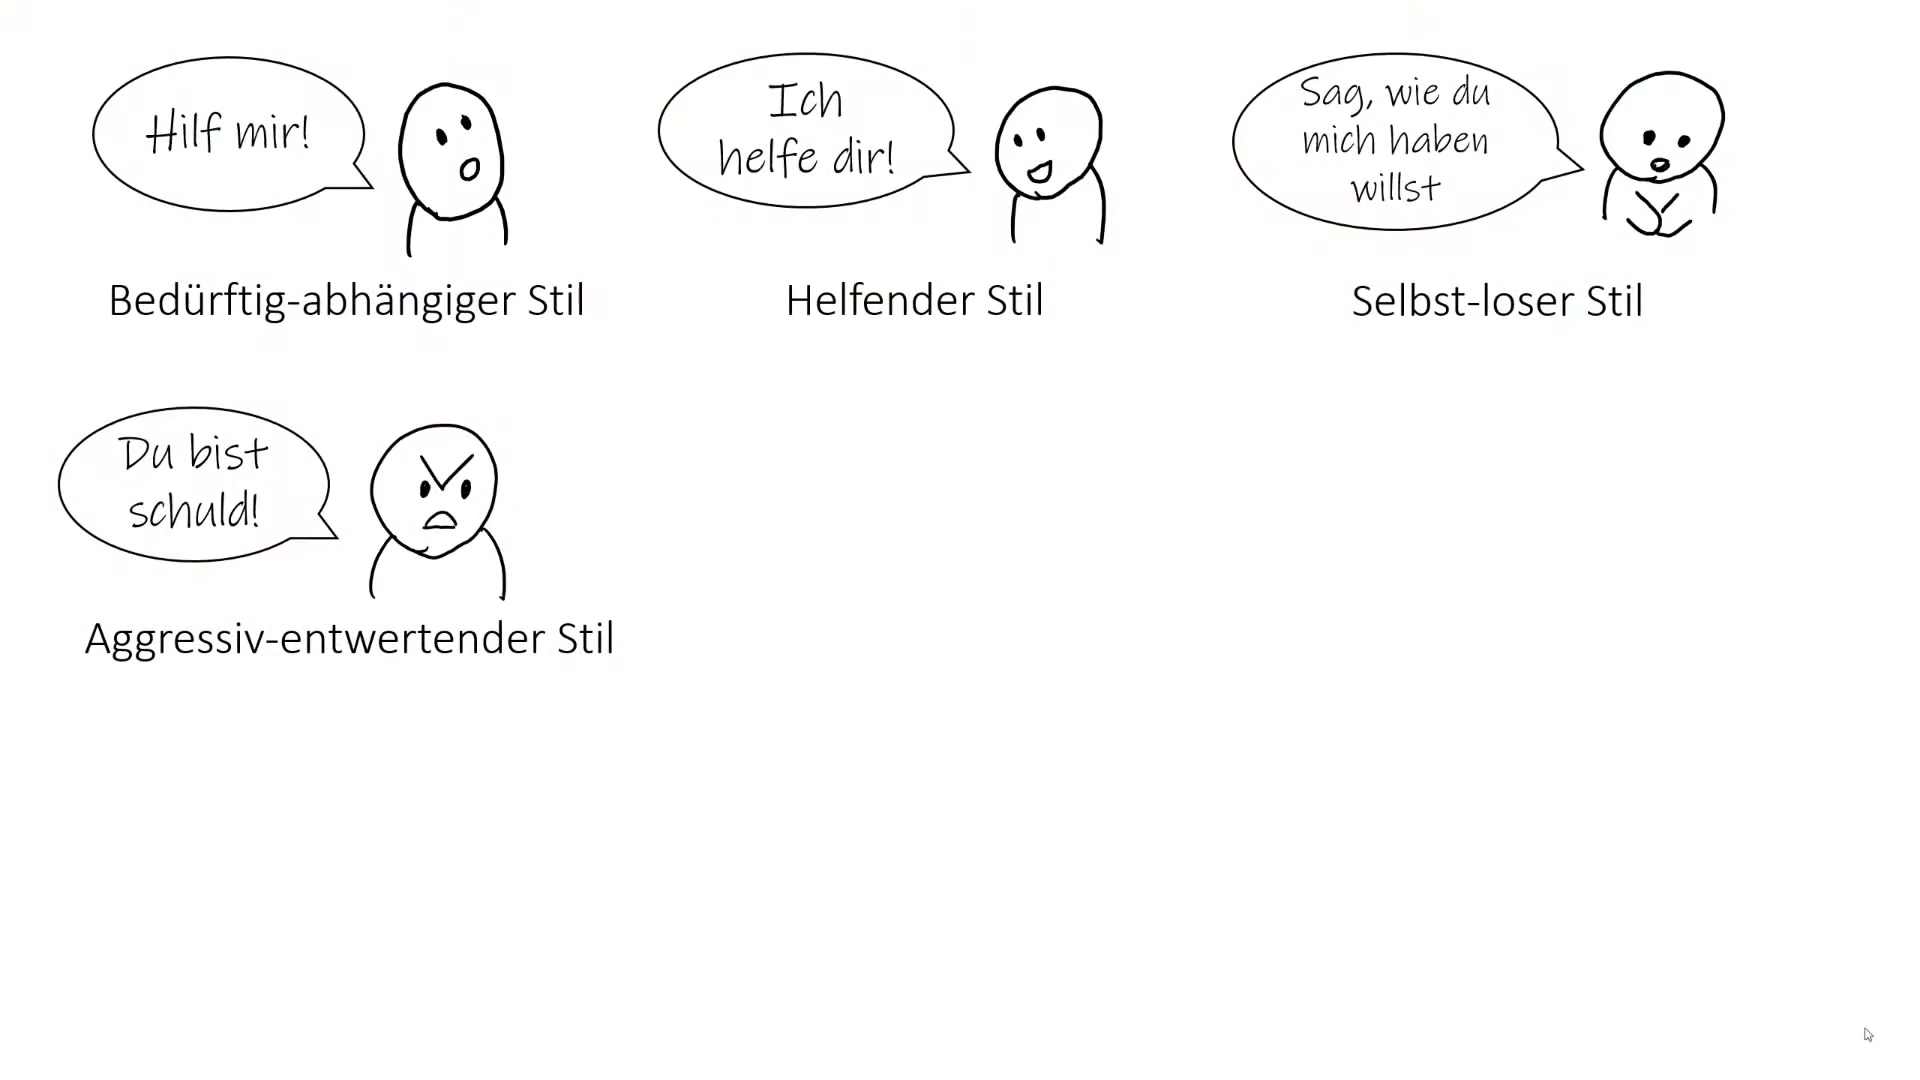 Hilf mir!
Ich
helfe dir!
Sag, wie du
mich haben
willst
Bedürftig-abhängiger Stil
Helfender Stil
Selbst-loser Stil
Du bist
schuld!
Aggressiv-entwertender Stil